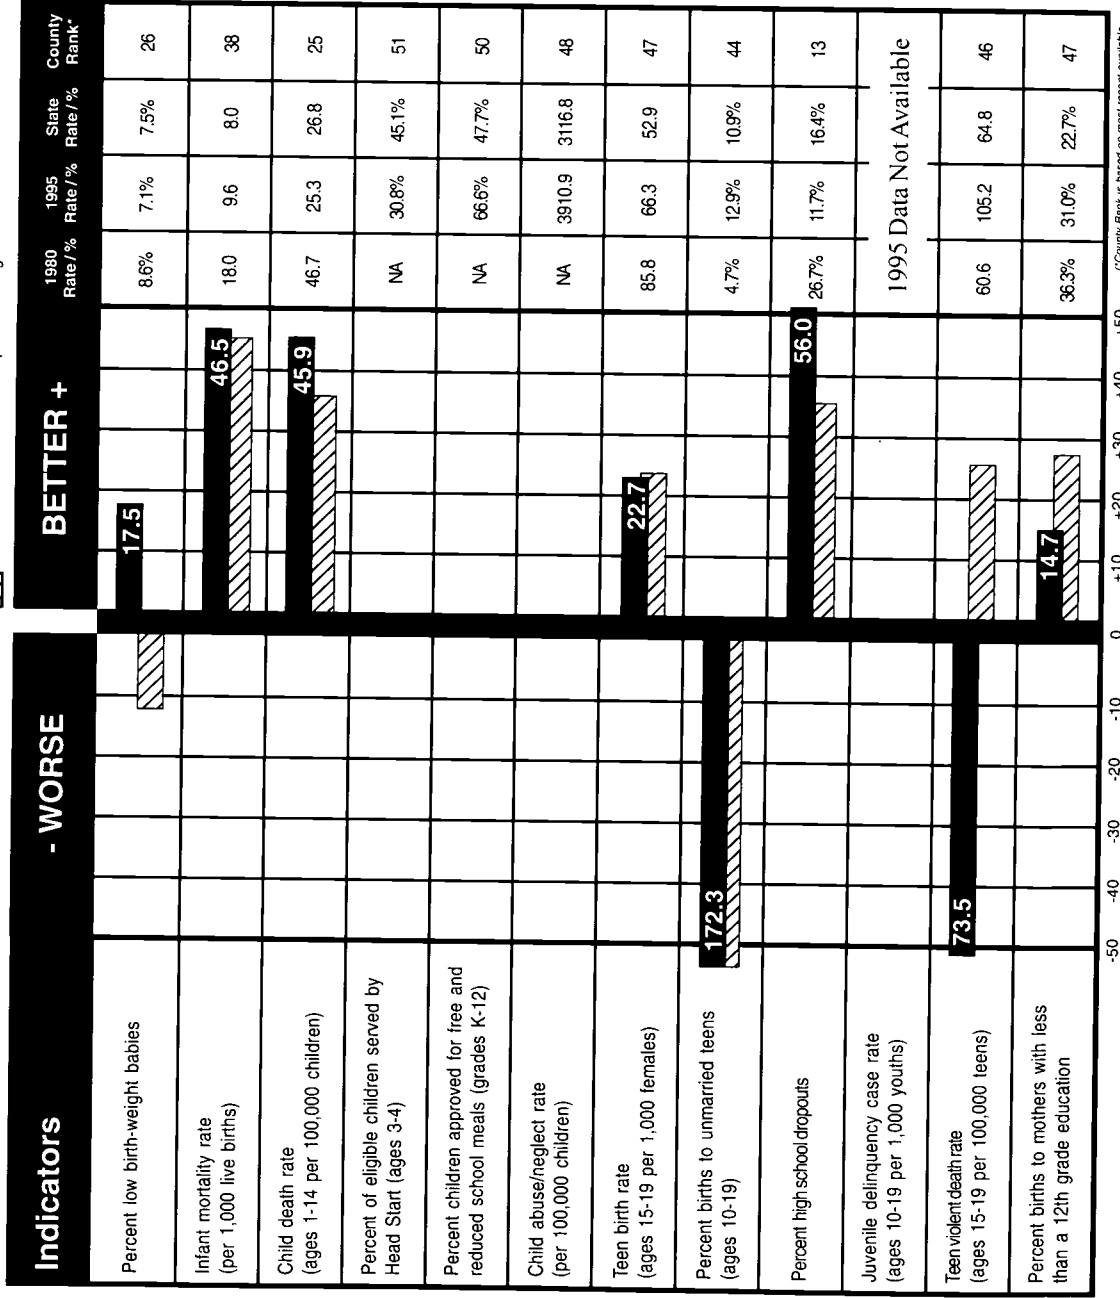 Indicators - WORSE BETTER + 1980 Rate / % 1995 Rate / % State Rate / % County Rank*
Percent low birth-weight babies 17.5 8.6% 7.1% 7.5% 26
Infant mortality rate
(per 1,000 live births) 46.5 18.0 9.6 8.0 38
Child death rate
(ages 1-14 per 100,000 children) 45.9 46.7 25.3 26.8 25
Percent of eligible children served by
Head Start (ages 3-4) NA 30.8% 45.1% 51
Percent children approved for free and
reduced school meals (grades K-12) NA 66.6% 47.7% 50
Child abuse/neglect rate
(per 100,000 children) NA 3910.9 3116.8 48
Teen birth rate
(ages 15-19 per 1,000 females) 22.7 85.8 66.3 52.9 47
Percent births to unmarried teens
(ages 10-19) 172.3 4.7% 12.9% 10.9% 44
Percent high school dropouts 56.0 26.7% 11.7% 16.4% 13
Juvenile delinquency case rate
(ages 10-19 per 1,000 youths) 1995 Data Not Available
Teen violent death rate
(ages 15-19 per 100,000 teens) 73.5 60.6 105.2 64.8 46
Percent births to mothers with less
than a 12th grade education 14.7 36.3% 31.0% 22.7% 47
-50 -40 -30 -20 -10 0 +10 +20 +30 +40 +50
(*County Rank is based on most recent available